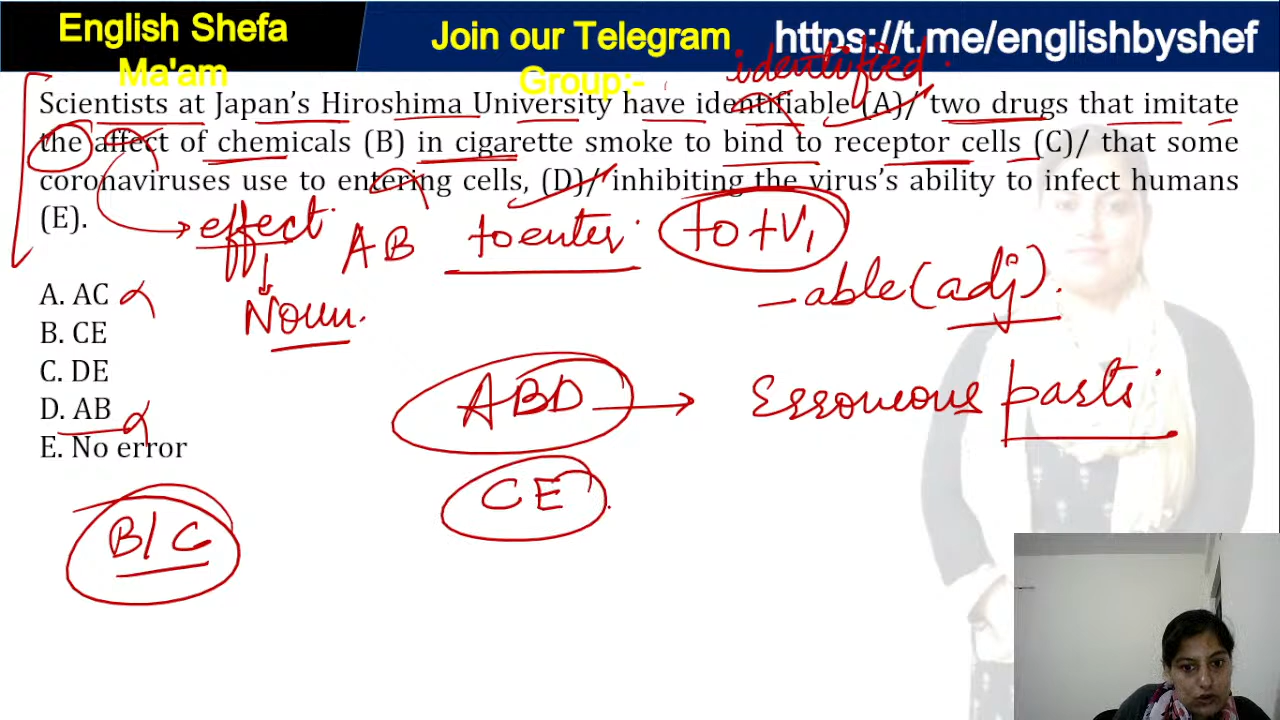 English Shefa Ma'am
Join our Telegram Group:-
https://t.me/englishbyshef
identified.
Scientists at Japan's Hiroshima University have identifiable (A)/ two drugs that imitate
the affect of chemicals (B) in cigarette smoke to bind to receptor cells (C)/ that some
coronaviruses use to entering cells, (D)/ inhibiting the virus's ability to infect humans
(E).
effect
AB
to enter
to + V1
Noun.
-able (adj).
A. AC
B. CE
C. DE
D. AB
E. No error
ABD
Erroneous parts
CE
B/C